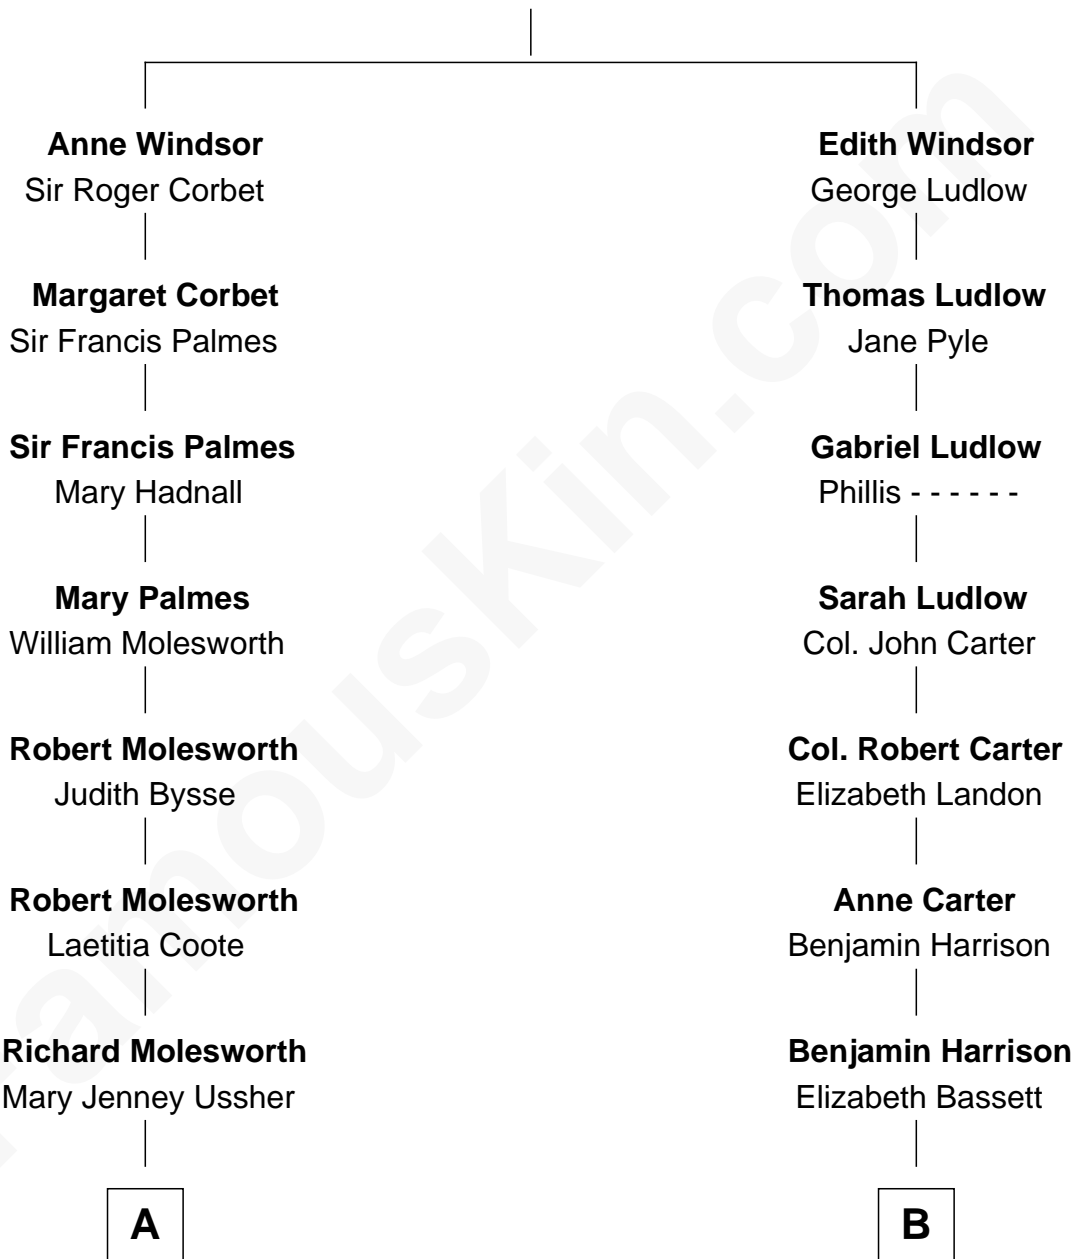 Anne Windsor
Sir Roger Corbet
Margaret Corbet
Sir Francis Palmes
Sir Francis Palmes
Mary Hadnall
Mary Palmes
William Molesworth
Robert Molesworth
Judith Bysse
Robert Molesworth
Laetitia Coote
Richard Molesworth
Mary Jenney Ussher
A
Edith Windsor
George Ludlow
Thomas Ludlow
Jane Pyle
Gabriel Ludlow
Phillis - - - - - -
Sarah Ludlow
Col. John Carter
Col. Robert Carter
Elizabeth Landon
Anne Carter
Benjamin Harrison
Benjamin Harrison
Elizabeth Bassett
B
famouskin.com